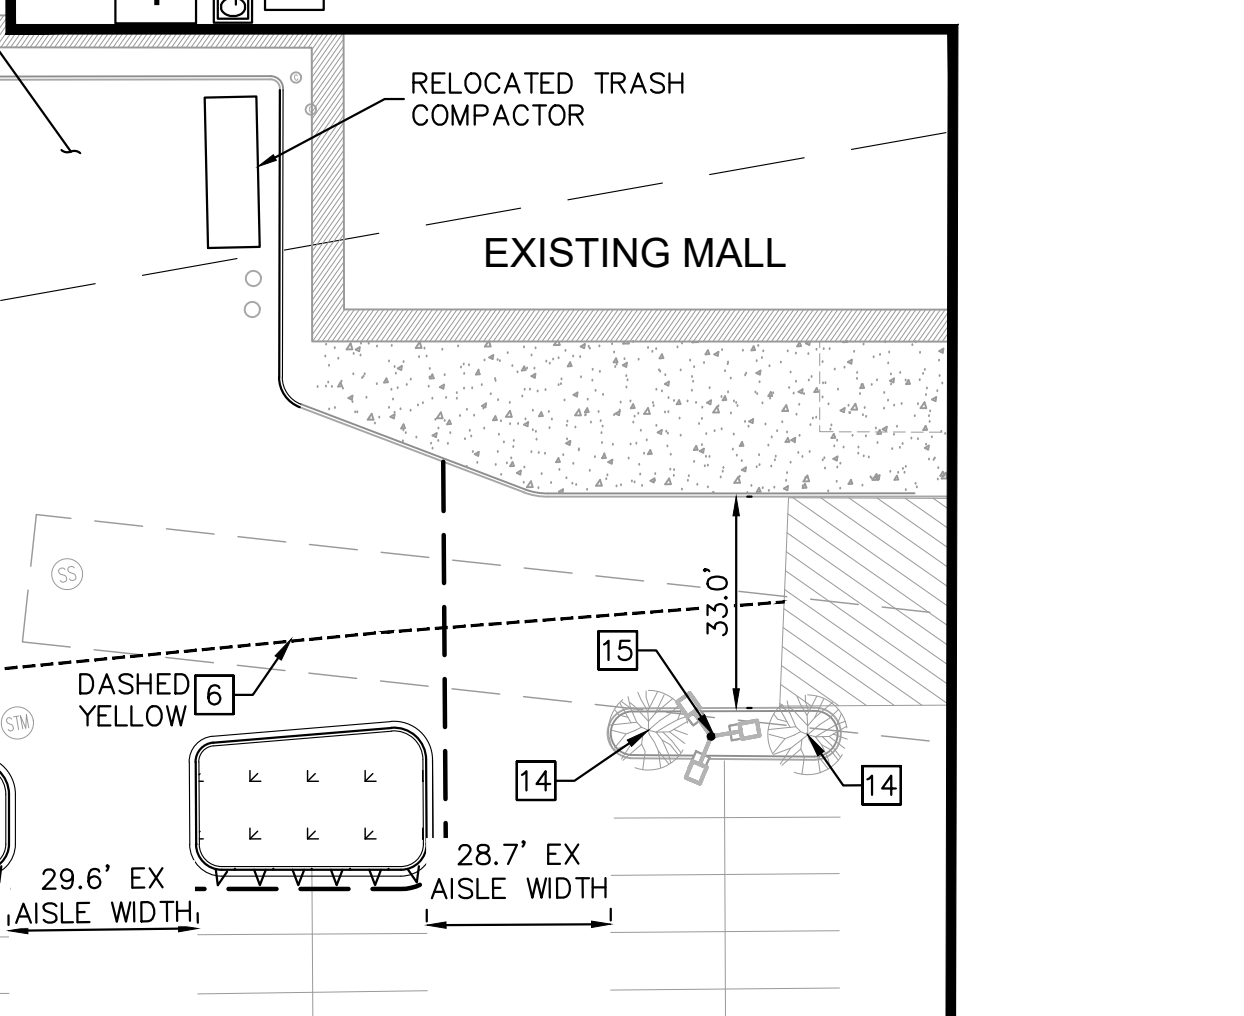 RELOCATED TRASH
COMPACTOR
EXISTING MALL
SS
33.0'
15
DASHED
YELLOW
6
STM
14
14
28.7' EX
AISLE WIDTH
29.6' EX
AISLE WIDTH